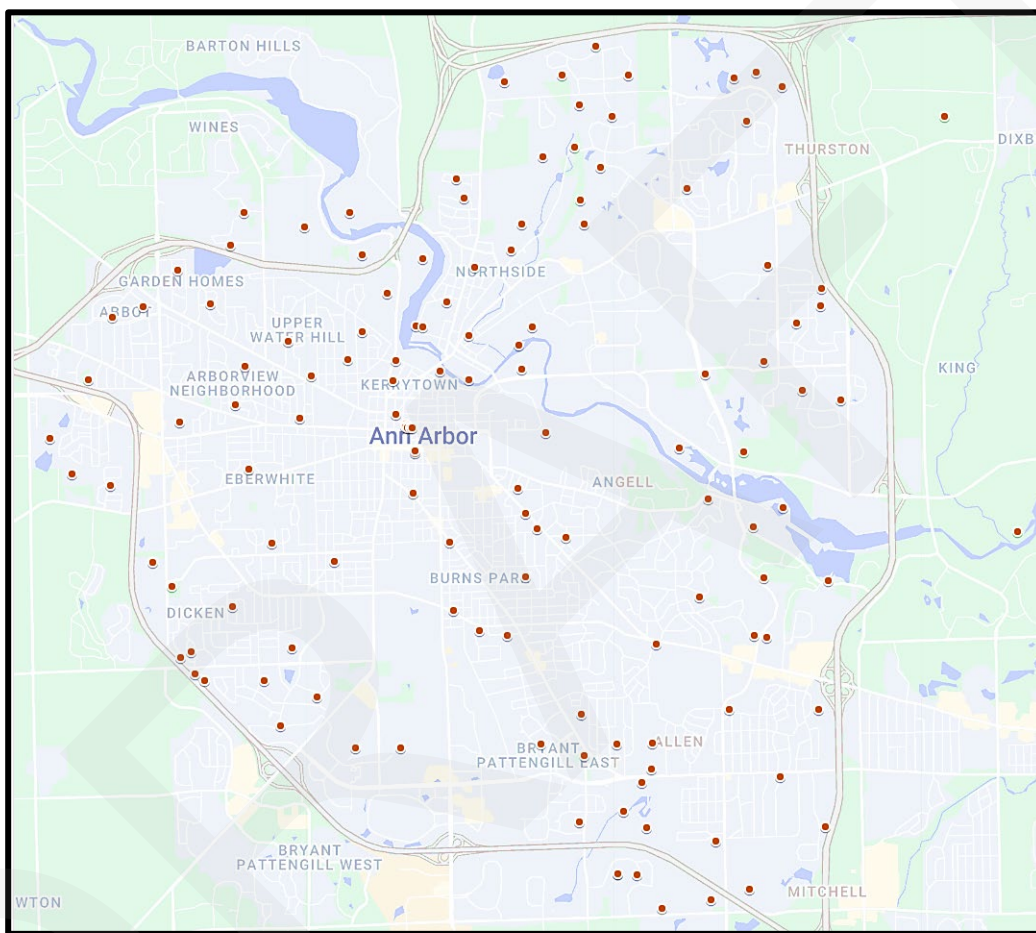 BARTON HILLS
WINES
DIXB
THURSTON
NORTHSIDE
GARDEN HOMES
ABBOT
UPPER
WATER HILL
KING
ARBORVIEW
NEIGHBORHOOD
KERRYTOWN
Ann Arbor
EBERWHITE
ANGELL
BURNS PARK
DICKEN
ALLEN
BRYANT
PATTENGILL EAST
BRYANT
PATTENGILL WEST
MITCHELL
WTON